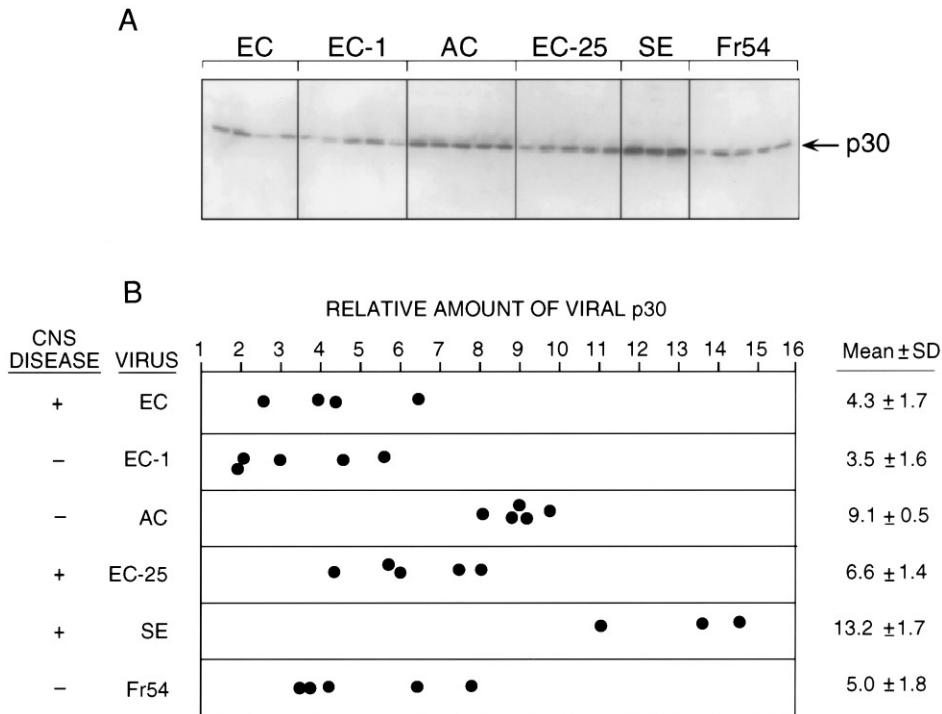 A
EC EC-1 AC EC-25 SE Fr54
p30
B
RELATIVE AMOUNT OF VIRAL p30
CNS DISEASE VIRUS 1 2 3 4 5 6 7 8 9 10 11 12 13 14 15 16 Mean ± SD
+ EC 4.3 ± 1.7
– EC-1 3.5 ± 1.6
– AC 9.1 ± 0.5
+ EC-25 6.6 ± 1.4
+ SE 13.2 ± 1.7
– Fr54 5.0 ± 1.8